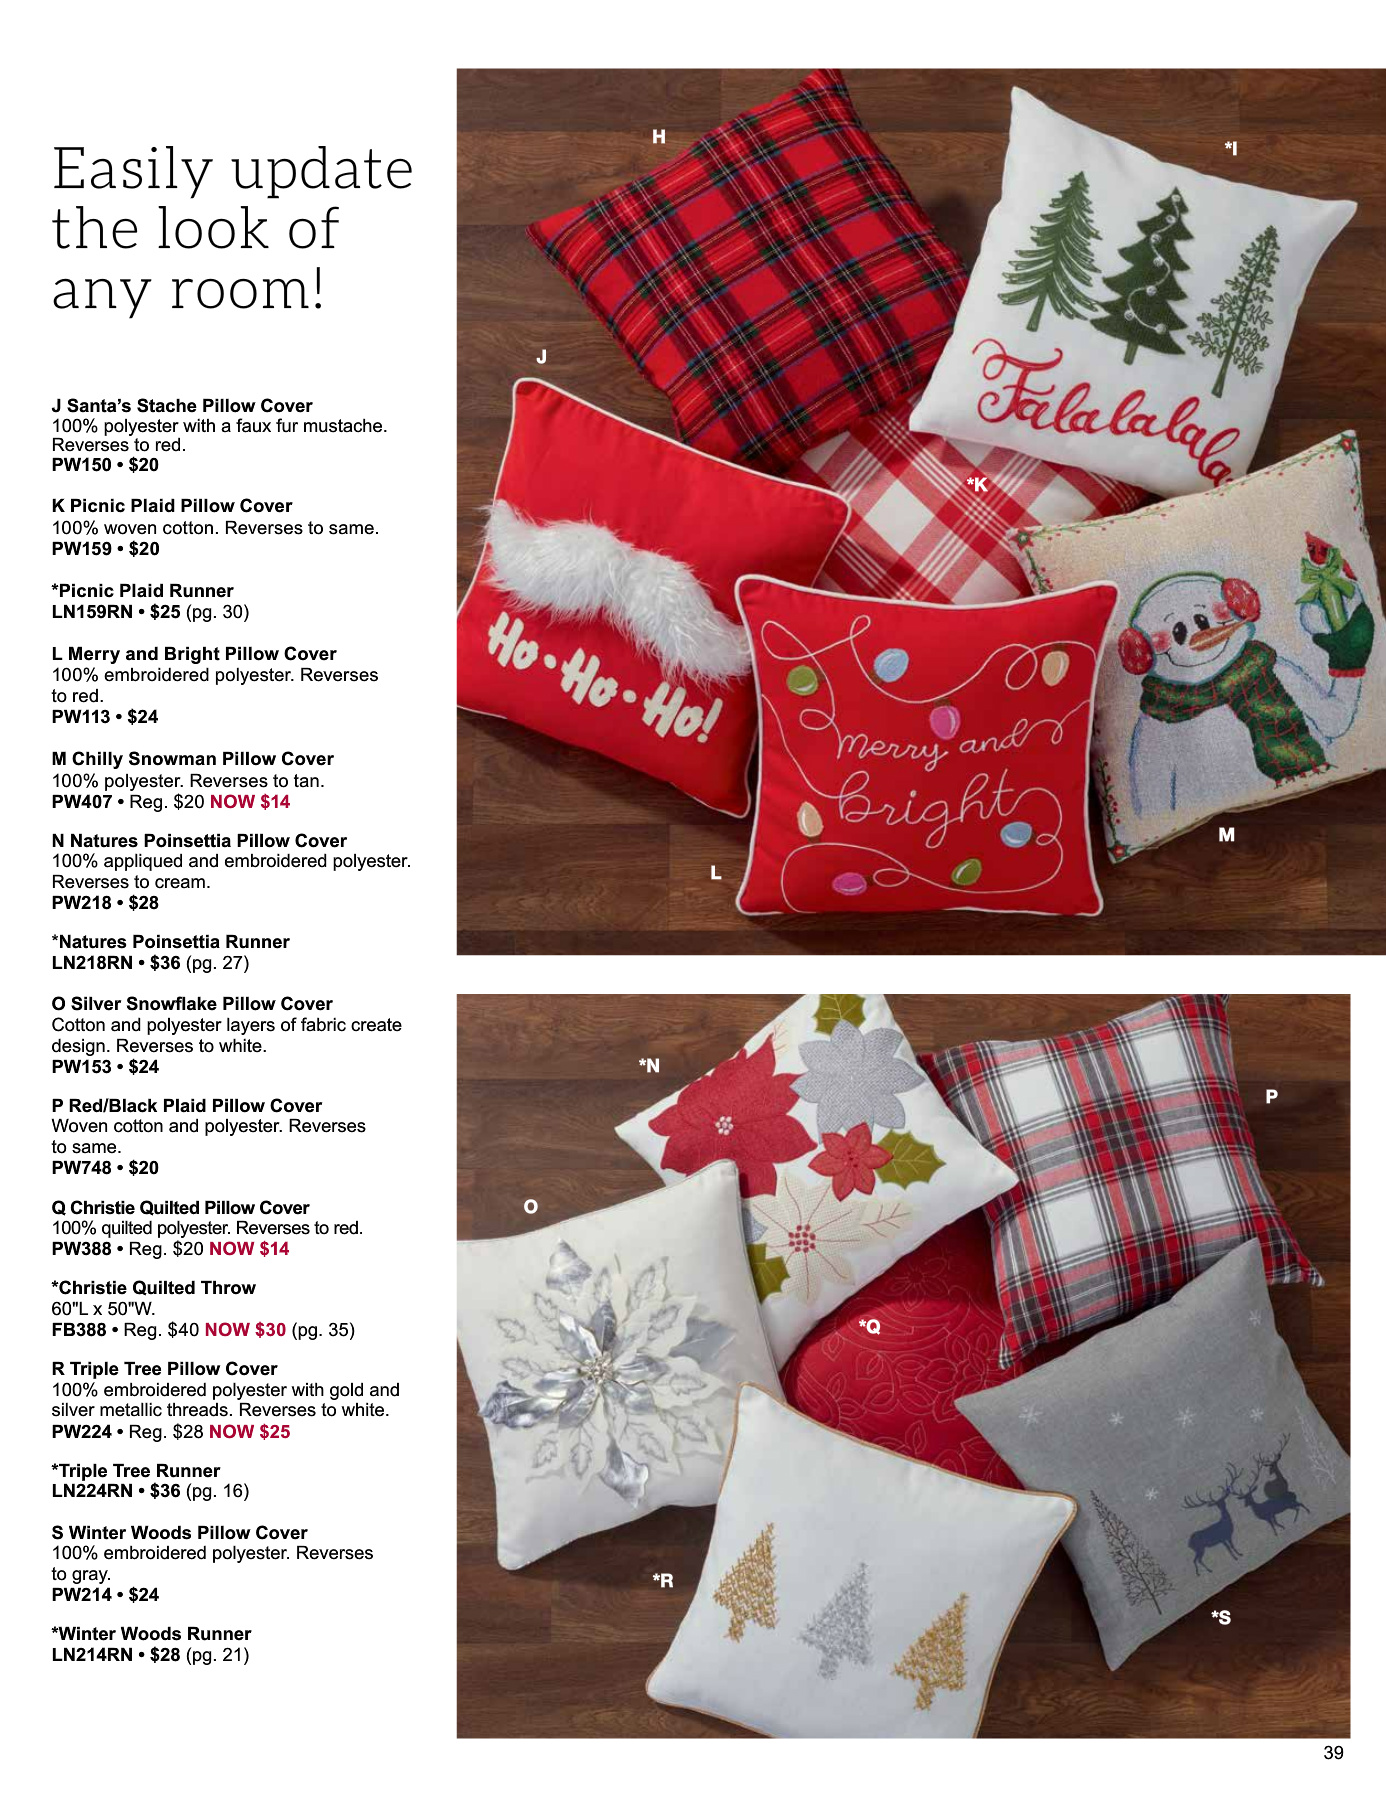 Easily update
the look of
any room!
J Santa’s Stache Pillow Cover
100% polyester with a faux fur mustache.
Reverses to red.
PW150 • $20
K Picnic Plaid Pillow Cover
100% woven cotton. Reverses to same.
PW159 • $20
*Picnic Plaid Runner
LN159RN • $25 (pg. 30)
L Merry and Bright Pillow Cover
100% embroidered polyester. Reverses
to red.
PW113 • $24
M Chilly Snowman Pillow Cover
100% polyester. Reverses to tan.
PW407 • Reg. $20 NOW $14
N Natures Poinsettia Pillow Cover
100% appliqued and embroidered polyester.
Reverses to cream.
PW218 • $28
*Natures Poinsettia Runner
LN218RN • $36 (pg. 27)
O Silver Snowflake Pillow Cover
Cotton and polyester layers of fabric create
design. Reverses to white.
PW153 • $24
P Red/Black Plaid Pillow Cover
Woven cotton and polyester. Reverses
to same.
PW748 • $20
Q Christie Quilted Pillow Cover
100% quilted polyester. Reverses to red.
PW388 • Reg. $20 NOW $14
*Christie Quilted Throw
60"L x 50"W.
FB388 • Reg. $40 NOW $30 (pg. 35)
R Triple Tree Pillow Cover
100% embroidered polyester with gold and
silver metallic threads. Reverses to white.
PW224 • Reg. $28 NOW $25
*Triple Tree Runner
LN224RN • $36 (pg. 16)
S Winter Woods Pillow Cover
100% embroidered polyester. Reverses
to gray.
PW214 • $24
*Winter Woods Runner
LN214RN • $28 (pg. 21)
H
*I
Falalalala
J
*K
Ho·Ho·Ho!
merry and
bright
M
L
*N
P
O
*Q
*R
*S
39